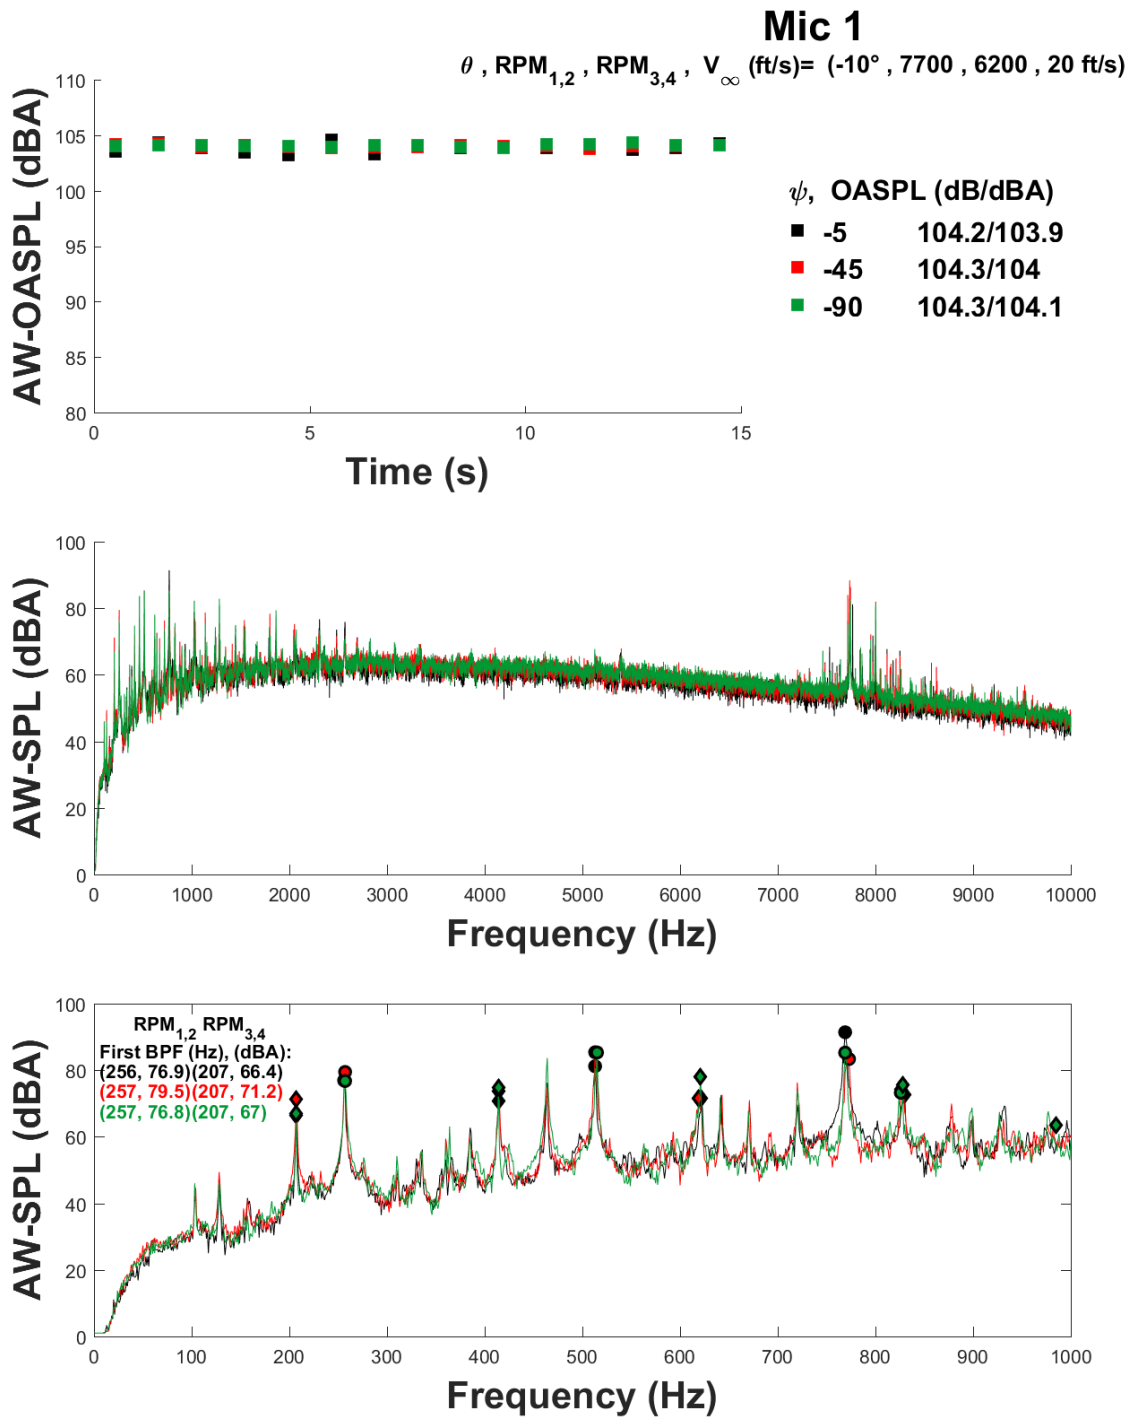 Mic 1
θ , RPM1,2 , RPM3,4 , V∞ (ft/s)= (-10° , 7700 , 6200 , 20 ft/s)
110
105
100
95
90
85
80
0 5 10 15
AW-OASPL (dBA)
Time (s)
ψ, OASPL (dB/dBA)
-5 104.2/103.9
-45 104.3/104
-90 104.3/104.1
100
80
60
40
20
0
0 1000 2000 3000 4000 5000 6000 7000 8000 9000 10000
AW-SPL (dBA)
Frequency (Hz)
100
80
60
40
20
0
RPM1,2 RPM3,4
First BPF (Hz), (dBA):
(256, 76.9)(207, 66.4)
(257, 79.5)(207, 71.2)
(257, 76.8)(207, 67)
0 100 200 300 400 500 600 700 800 900 1000
AW-SPL (dBA)
Frequency (Hz)